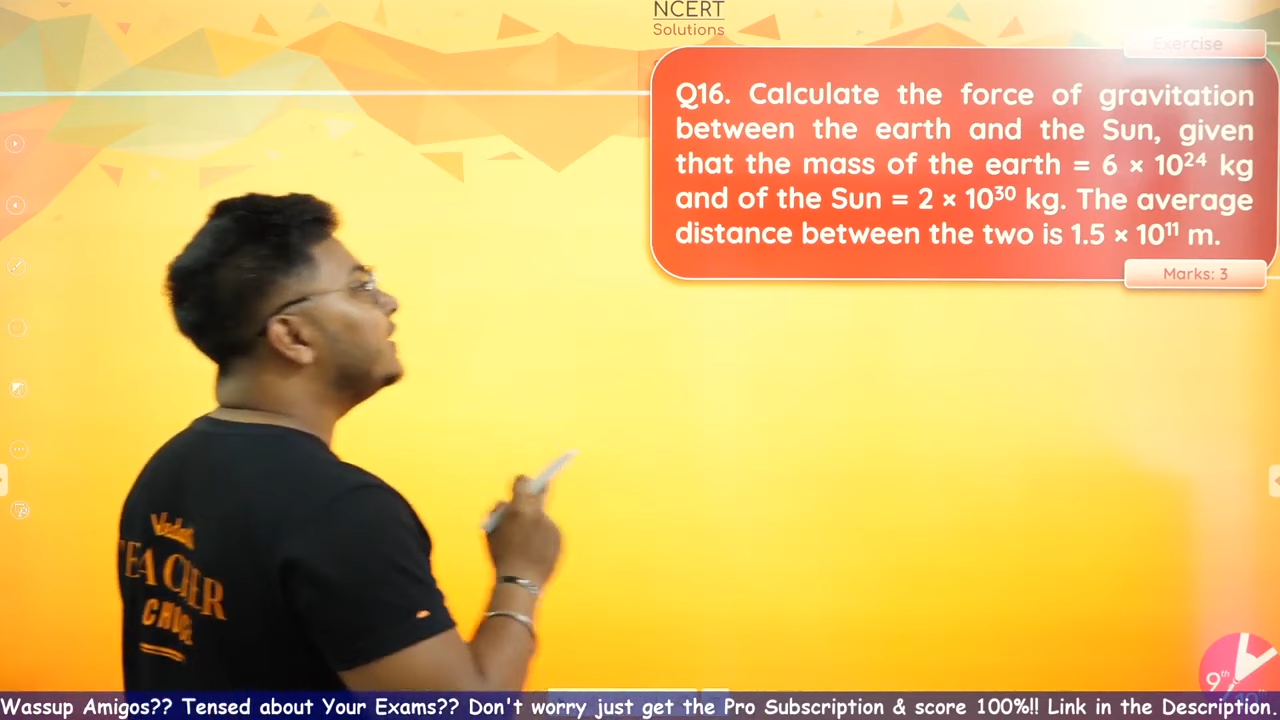 NCERT
Solutions
Exercise
Q16. Calculate the force of gravitation
between the earth and the Sun, given
that the mass of the earth = 6 × 10²⁴ kg
and of the Sun = 2 × 10³⁰ kg. The average
distance between the two is 1.5 × 10¹¹ m.
Marks: 3
TEACHER
9th
Wassup Amigos?? Tensed about Your Exams?? Don't worry just get the Pro Subscription & score 100%!! Link in the Description.